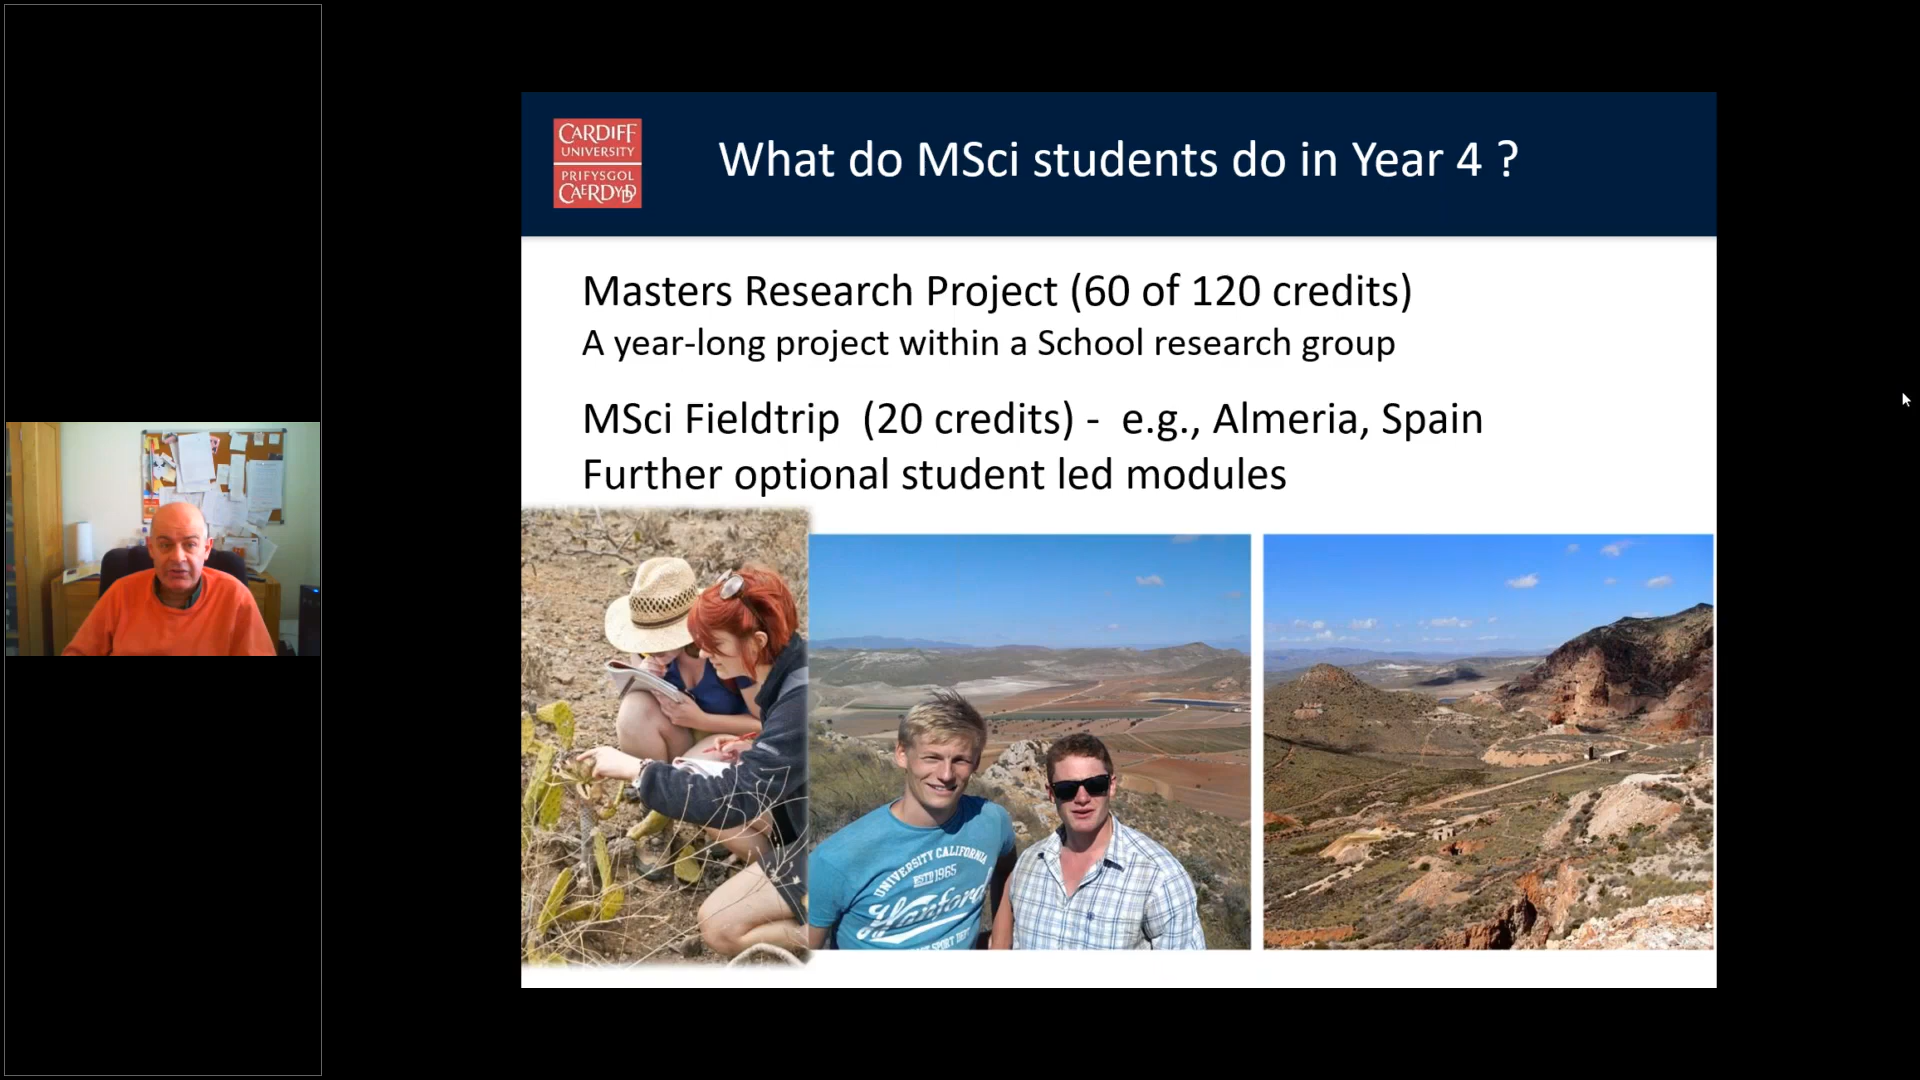 CARDIFF
UNIVERSITY
PRIFYSGOL
CAERDYDD
What do MSci students do in Year 4 ?
Masters Research Project (60 of 120 credits)
A year-long project within a School research group
MSci Fieldtrip (20 credits) - e.g., Almeria, Spain
Further optional student led modules
UNIVERSITY CALIFORNIA
ESTD 1965